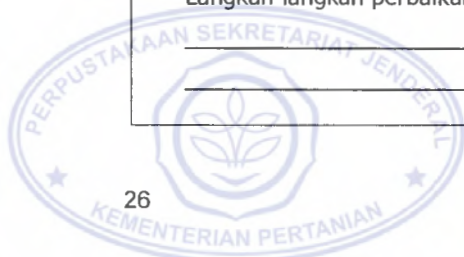 Langkah-langkah perbaikan
PERPUSTAKAAN SEKRETARIAT JENDERAL
26
KEMENTERIAN PERTANIAN